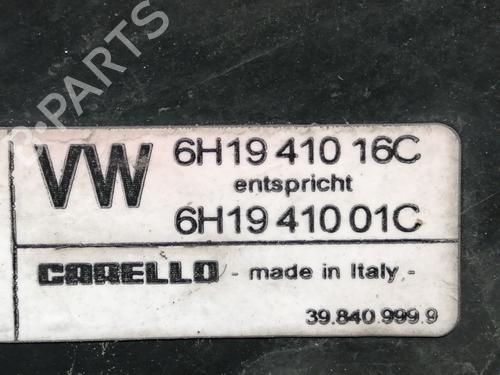 B-PARTS
VW 6H19 410 16C
entspricht
6H19 410 01C
CARELLO - made in Italy -
39.840.999.9